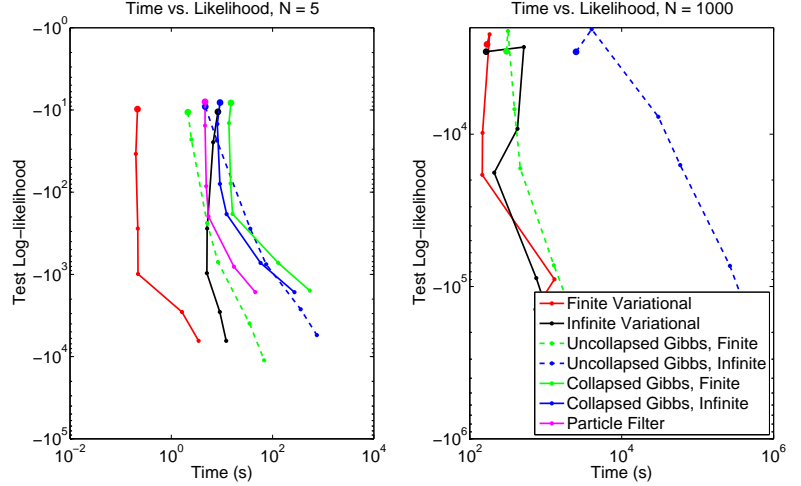 Time vs. Likelihood, N = 5
−10^0
−10^1
−10^2
−10^3
−10^4
−10^5
Test Log−likelihood
10^−2
10^0
10^2
10^4
Time (s)
Time vs. Likelihood, N = 1000
−10^4
−10^5
−10^6
Test Log−likelihood
10^2
10^4
10^6
Time (s)
Finite Variational
Infinite Variational
Uncollapsed Gibbs, Finite
Uncollapsed Gibbs, Infinite
Collapsed Gibbs, Finite
Collapsed Gibbs, Infinite
Particle Filter